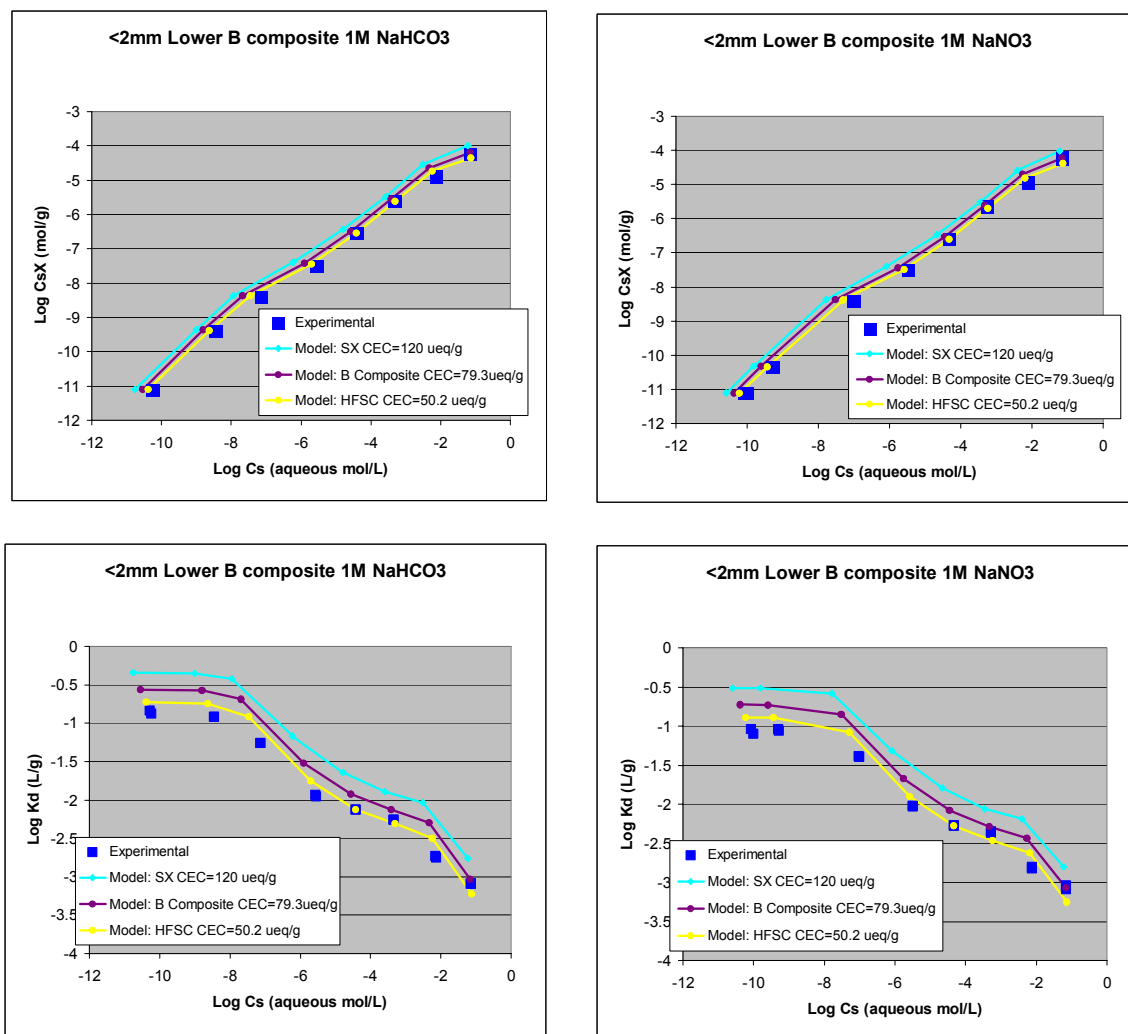 <2mm Lower B composite 1M NaHCO3
-3
-4
-5
-6
-7
-8
-9
-10
-11
-12
-12
-10
-8
-6
-4
-2
0
Log CsX (mol/g)
Log Cs (aqueous mol/L)
Experimental
Model: SX CEC=120 ueq/g
Model: B Composite CEC=79.3ueq/g
Model: HFSC CEC=50.2 ueq/g
<2mm Lower B composite 1M NaNO3
-3
-4
-5
-6
-7
-8
-9
-10
-11
-12
-12
-10
-8
-6
-4
-2
0
Log CsX (mol/g)
Log Cs (aqueous mol/L)
Experimental
Model: SX CEC=120 ueq/g
Model: B Composite CEC=79.3ueq/g
Model: HFSC CEC=50.2 ueq/g
<2mm Lower B composite 1M NaHCO3
0
-0.5
-1
-1.5
-2
-2.5
-3
-3.5
-4
-12
-10
-8
-6
-4
-2
0
Log Kd (L/g)
Log Cs (aqueous mol/L)
Experimental
Model: SX CEC=120 ueq/g
Model: B Composite CEC=79.3ueq/g
Model: HFSC CEC=50.2 ueq/g
<2mm Lower B composite 1M NaNO3
0
-0.5
-1
-1.5
-2
-2.5
-3
-3.5
-4
-12
-10
-8
-6
-4
-2
0
Log Kd (L/g)
Log Cs (aqueous mol/L)
Experimental
Model: SX CEC=120 ueq/g
Model: B Composite CEC=79.3ueq/g
Model: HFSC CEC=50.2 ueq/g